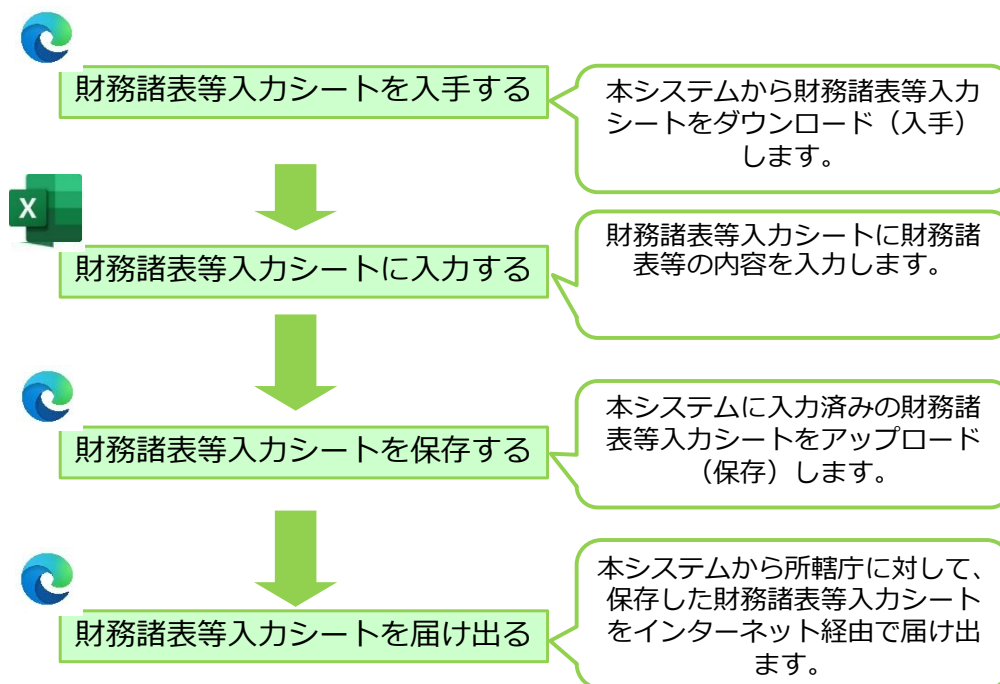 財務諸表等入力シートを入手する
本システムから財務諸表等入力
シートをダウンロード（入手）
します。
X
財務諸表等入力シートに入力する
財務諸表等入力シートに財務諸
表等の内容を入力します。
財務諸表等入力シートを保存する
本システムに入力済みの財務諸
表等入力シートをアップロード
（保存）します。
財務諸表等入力シートを届け出る
本システムから所轄庁に対して、
保存した財務諸表等入力シート
をインターネット経由で届け出
ます。